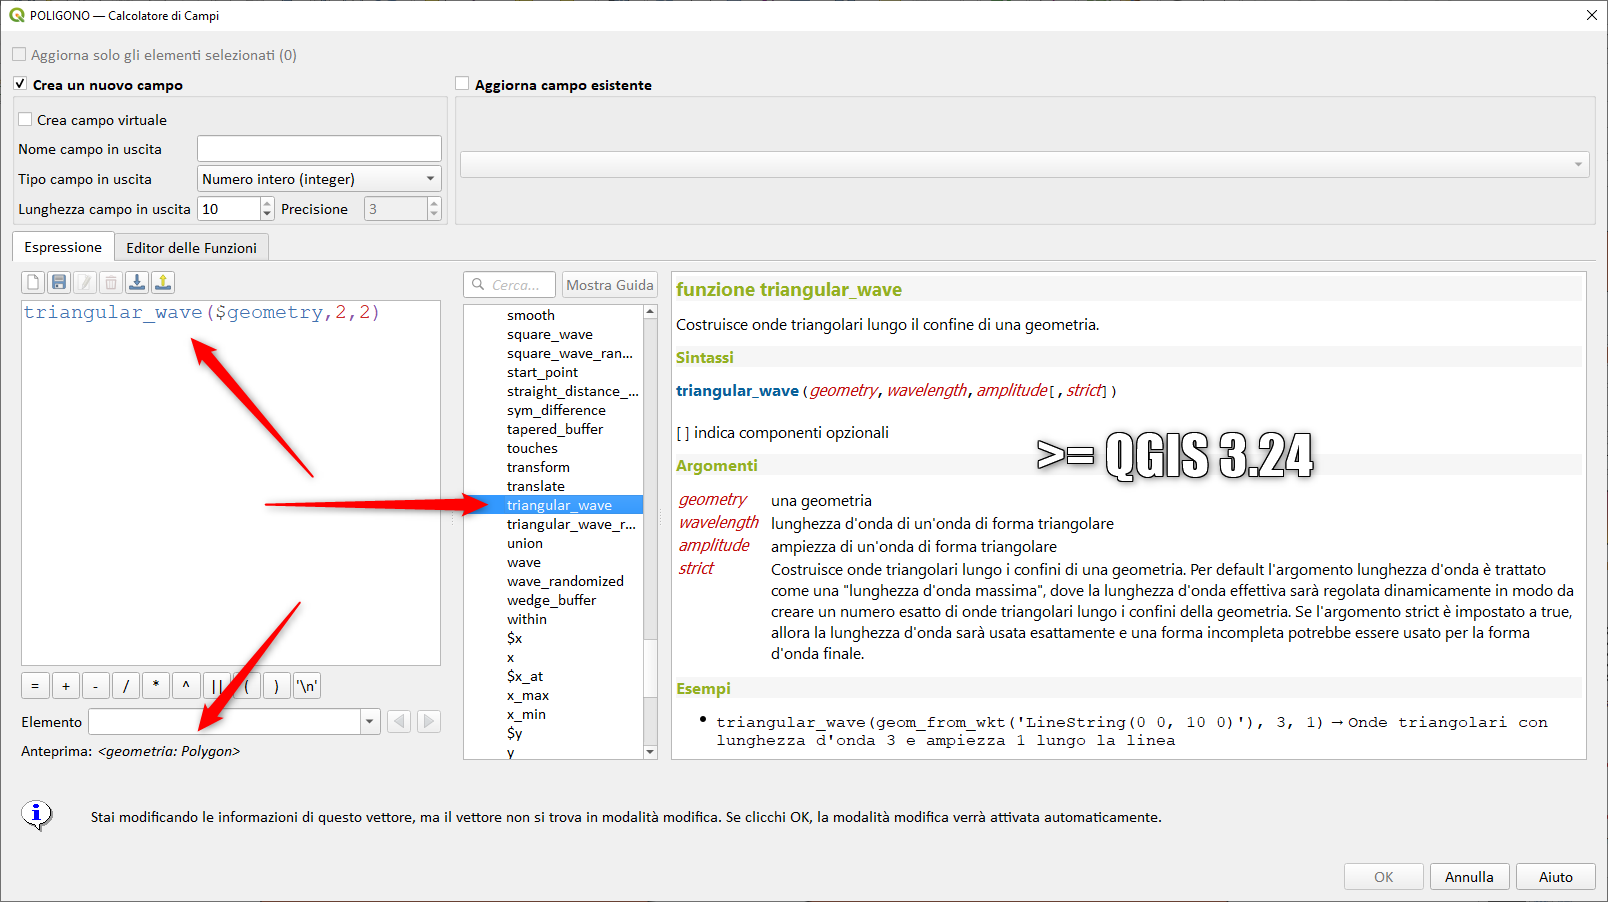 POLIGONO — Calcolatore di Campi
Aggiorna solo gli elementi selezionati (0)
Crea un nuovo campo
Aggiorna campo esistente
Crea campo virtuale
Nome campo in uscita
Tipo campo in uscita
Numero intero (integer)
Lunghezza campo in uscita
10
Precisione
3
Espressione
Editor delle Funzioni
triangular_wave($geometry,2,2)
=
+
-
/
*
^
||
(
)
'\n'
Elemento
Anteprima: <geometria: Polygon>
Cerca...
Mostra Guida
smooth
square_wave
square_wave_ran...
start_point
straight_distance_...
sym_difference
tapered_buffer
touches
transform
translate
triangular_wave
triangular_wave_r...
union
wave
wave_randomized
wedge_buffer
within
$x
x
$x_at
x_max
x_min
$y
y
funzione triangular_wave
Costruisce onde triangolari lungo il confine di una geometria.
Sintassi
triangular_wave(geometry,wavelength,amplitude[,strict])
[ ] indica componenti opzionali
>= QGIS 3.24
Argomenti
geometry una geometria
wavelength lunghezza d'onda di un'onda di forma triangolare
amplitude ampiezza di un'onda di forma triangolare
strict Costruisce onde triangolari lungo i confini di una geometria. Per default l'argomento lunghezza d'onda è trattato
come una "lunghezza d'onda massima", dove la lunghezza d'onda effettiva sarà regolata dinamicamente in modo da
creare un numero esatto di onde triangolari lungo i confini della geometria. Se l'argomento strict è impostato a true,
allora la lunghezza d'onda sarà usata esattamente e una forma incompleta potrebbe essere usato per la forma
d'onda finale.
Esempi
• triangular_wave(geom_from_wkt('LineString(0 0, 10 0)'), 3, 1) → Onde triangolari con
lunghezza d'onda 3 e ampiezza 1 lungo la linea
Stai modificando le informazioni di questo vettore, ma il vettore non si trova in modalità modifica. Se clicchi OK, la modalità modifica verrà attivata automaticamente.
OK
Annulla
Aiuto